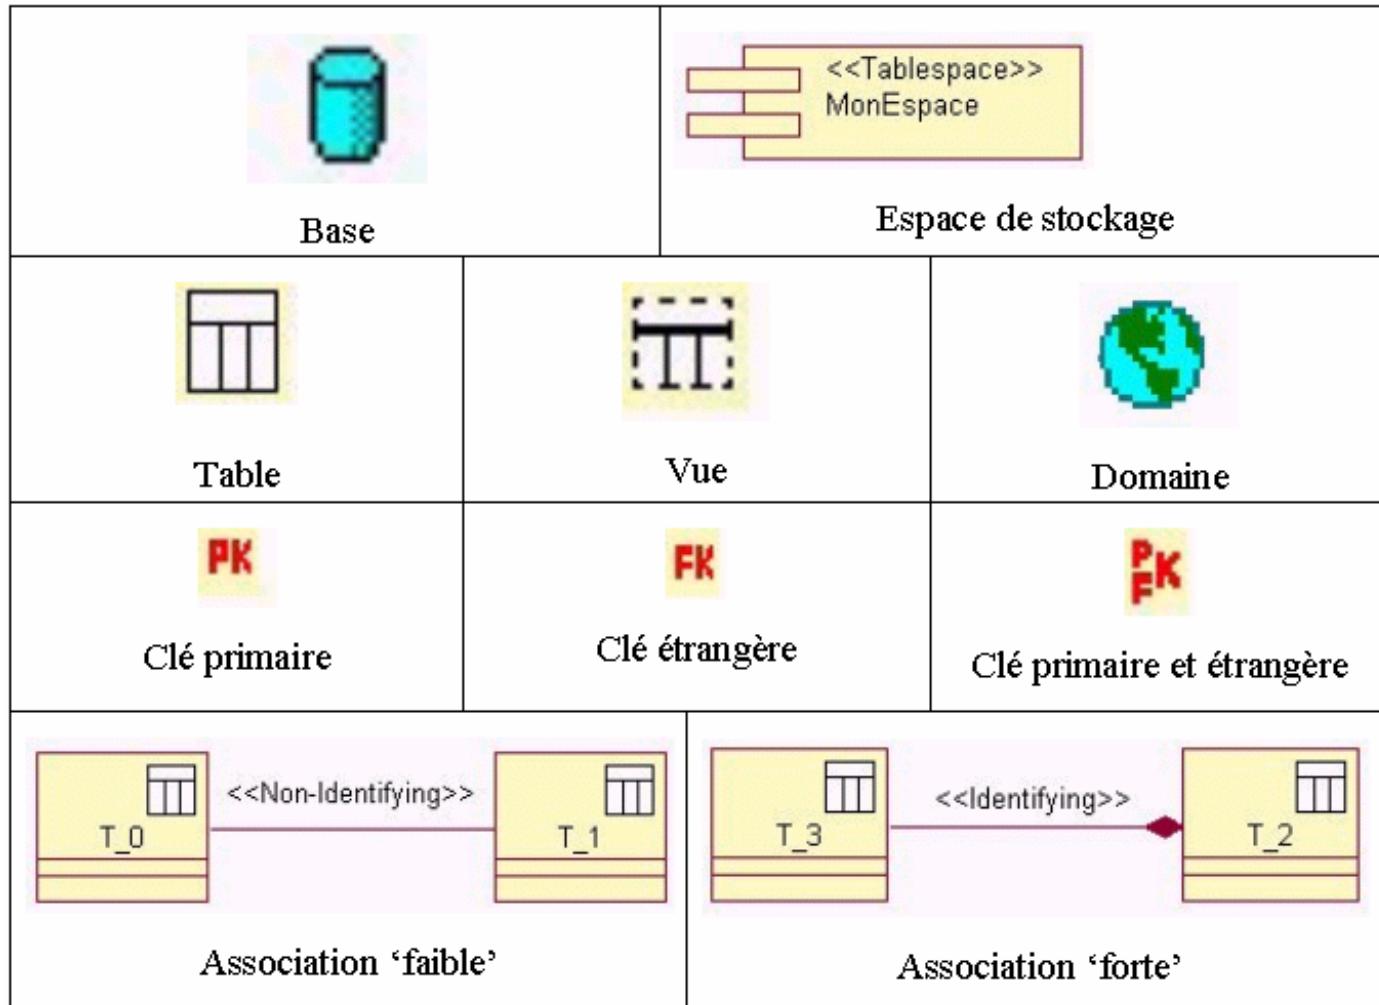 <<Tablespace>>
MonEspace
Base
Espace de stockage
Table
Vue
Domaine
PK
FK
PFK
Clé primaire
Clé étrangère
Clé primaire et étrangère
<<Non-Identifying>>
T_0
T_1
<<Identifying>>
T_3
T_2
Association ‘faible’
Association ‘forte’